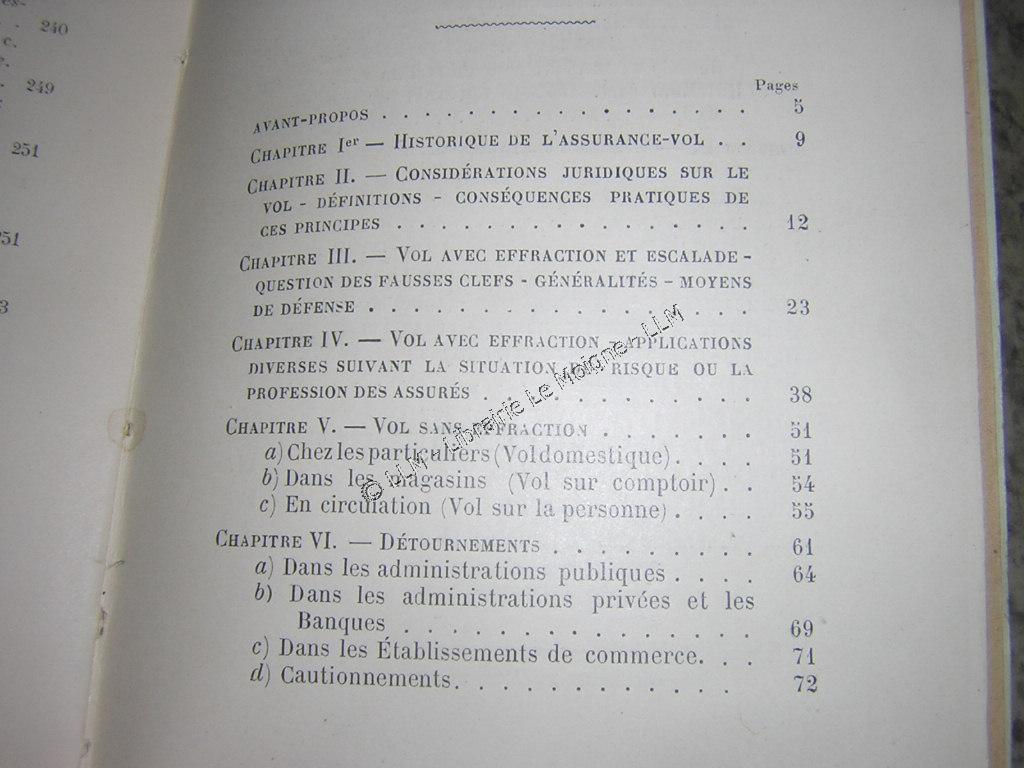 240
c.
249
251
251
3
Pages
AVANT-PROPOS . . . . . . . . . . . . . . 5
CHAPITRE Ier — HISTORIQUE DE L'ASSURANCE-VOL . . 9
CHAPITRE II. — CONSIDÉRATIONS JURIDIQUES SUR LE
VOL - DÉFINITIONS - CONSÉQUENCES PRATIQUES DE
CES PRINCIPES . . . . . . . . . . . . . . 12
CHAPITRE III. — VOL AVEC EFFRACTION ET ESCALADE -
QUESTION DES FAUSSES CLEFS - GÉNÉRALITÉS - MOYENS
DE DÉFENSE . . . . . . . . . . . . . . 23
CHAPITRE IV. — VOL AVEC EFFRACTION - APPLICATIONS
DIVERSES SUIVANT LA SITUATION DU RISQUE OU LA
PROFESSION DES ASSURÉS . . . . . . . . . . 38
CHAPITRE V. — VOL SANS EFFRACTION . . . . . . . 51
a) Chez les particuliers (Vol domestique) . . . . 51
b) Dans les magasins (Vol sur comptoir) . . 54
c) En circulation (Vol sur la personne) . . . . 55
CHAPITRE VI. — DÉTOURNEMENTS . . . . . . . . . 61
a) Dans les administrations publiques . . . . 64
b) Dans les administrations privées et les
Banques . . . . . . . . . . . . . . 69
c) Dans les Établissements de commerce. . . 71
d) Cautionnements. . . . . . . . . . . . 72
© LLM - Librairie Le Moigne - LLM